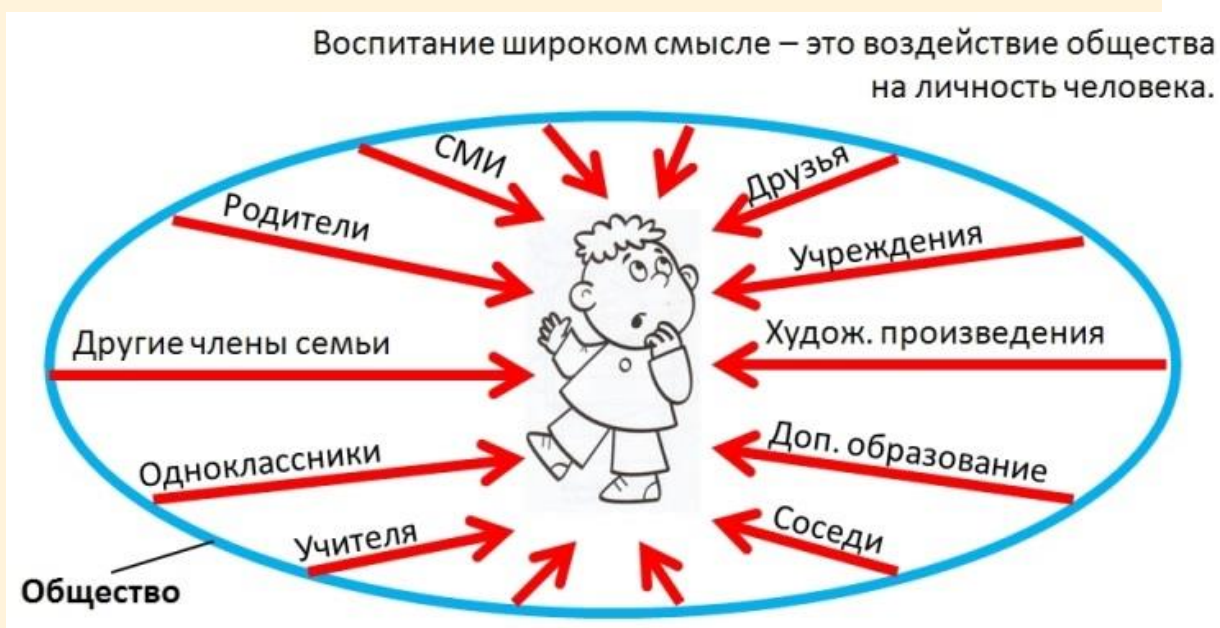 Воспитание широком смысле – это воздействие общества
на личность человека.
СМИ
Друзья
Родители
Учреждения
Другие члены семьи
Худож. произведения
Одноклассники
Доп. образование
Учителя
Соседи
Общество